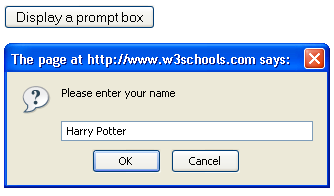 Display a prompt box
The page at http://www.w3schools.com says:
Please enter your name
Harry Potter
OK Cancel